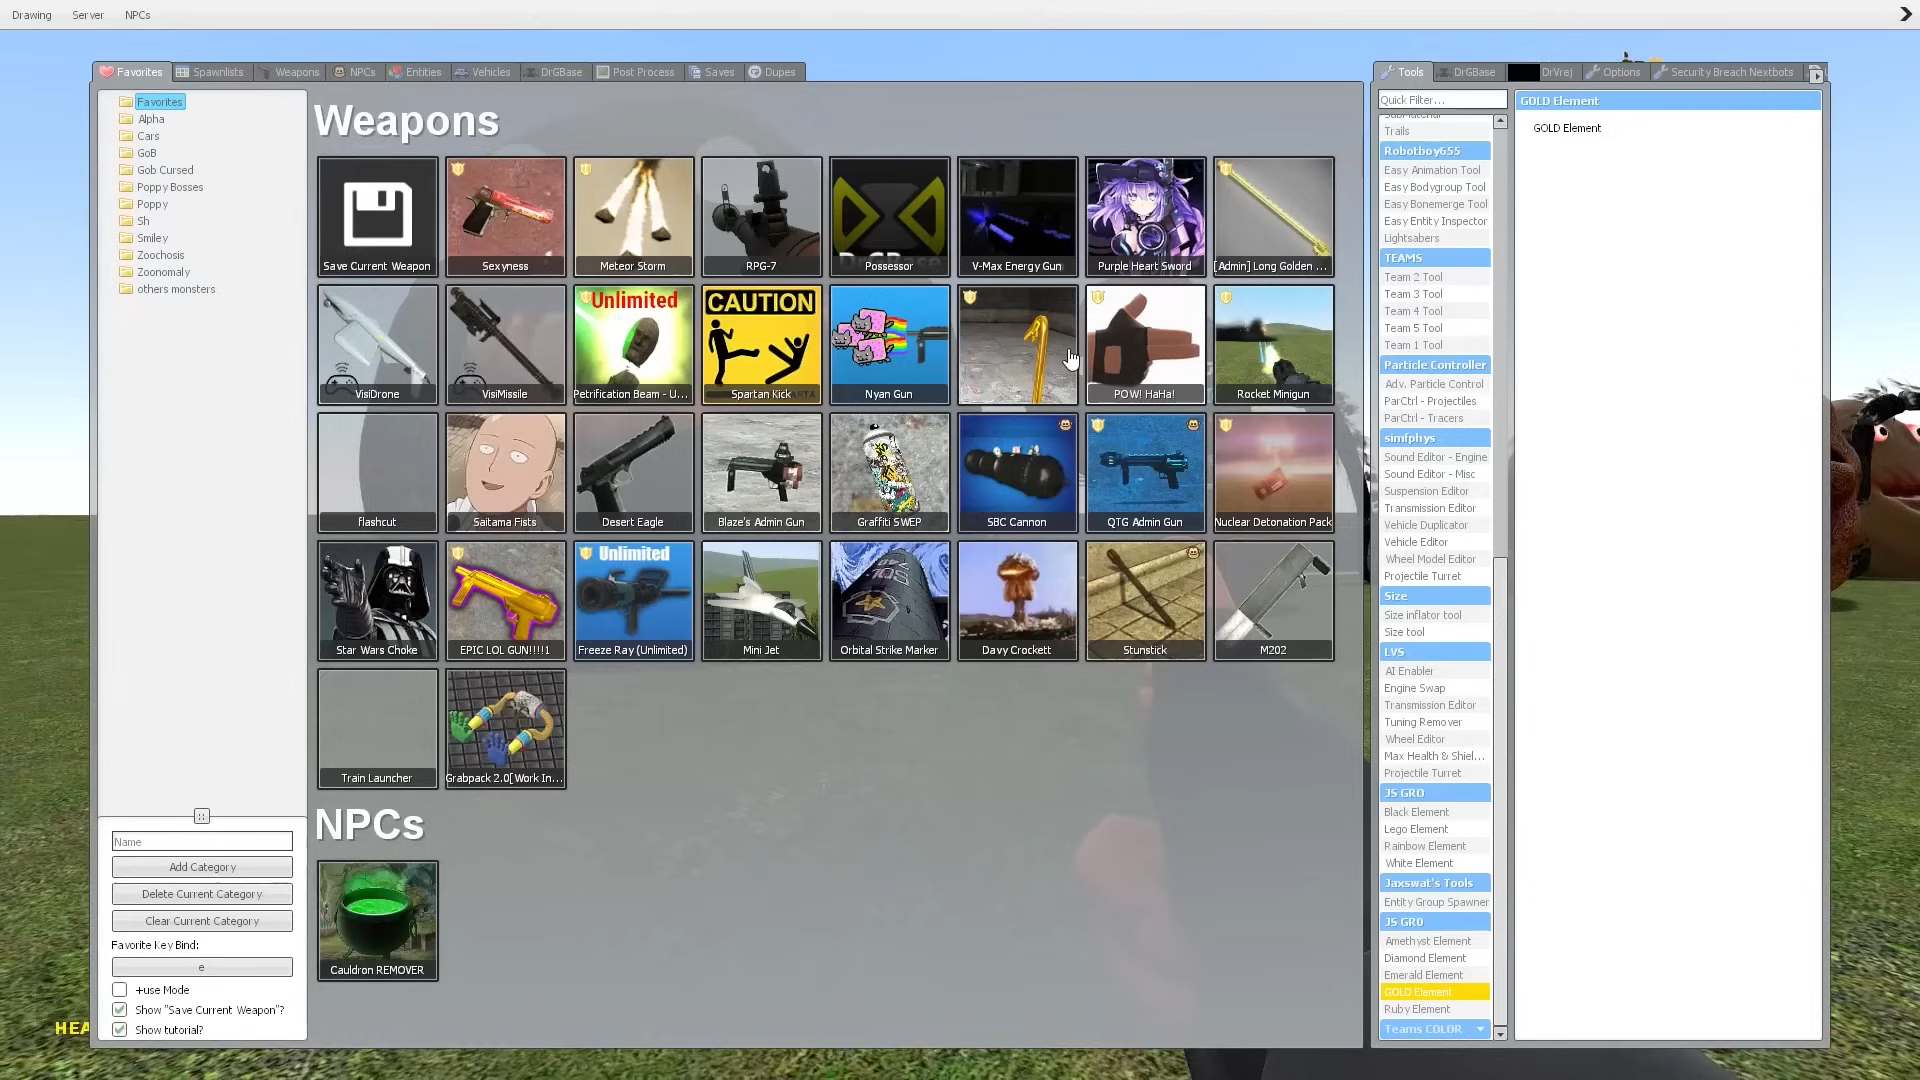 Drawing Server NPCs
Favorites Spawnlists Weapons NPCs Entities Vehicles DrGBase Post Process Saves Dupes
Favorites
Alpha
Cars
GoB
Gob Cursed
Poppy Bosses
Poppy
Sh
Smiley
Zoochosis
Zoonomaly
others monsters
Name
Add Category
Delete Current Category
Clear Current Category
Favorite Key Bind:
e
+use Mode
Show "Save Current Weapon"?
Show tutorial?
HEA
Weapons
Save Current Weapon
Sexyness
Meteor Storm
RPG-7
Possessor
V-Max Energy Gun
Purple Heart Sword
[Admin] Long Golden ...
VisiDrone
VisiMissile
Unlimited
Petrification Beam - U...
CAUTION
Spartan Kick
Nyan Gun
POW! HaHa!
Rocket Minigun
flashcut
Saitama Fists
Desert Eagle
Blaze's Admin Gun
Graffiti SWEP
SBC Cannon
QTG Admin Gun
Nuclear Detonation Pack
Star Wars Choke
EPIC LOL GUN!!!!1
Unlimited
Freeze Ray (Unlimited)
Mini Jet
Orbital Strike Marker
Davy Crockett
Stunstick
M202
Train Launcher
Grabpack 2.0[Work In...
NPCs
Cauldron REMOVER
Tools DrGBase DrVrej Options Security Breach Nextbots
Quick Filter...
Trails
Robotboy655
Easy Animation Tool
Easy Bodygroup Tool
Easy Bonemerge Tool
Easy Entity Inspector
Lightsabers
TEAMS
Team 2 Tool
Team 3 Tool
Team 4 Tool
Team 5 Tool
Team 1 Tool
Particle Controller
Adv. Particle Control
ParCtrl - Projectiles
ParCtrl - Tracers
simfphys
Sound Editor - Engine
Sound Editor - Misc
Suspension Editor
Transmission Editor
Vehicle Duplicator
Vehicle Editor
Wheel Model Editor
Projectile Turret
Size
Size inflator tool
Size tool
LVS
AI Enabler
Engine Swap
Transmission Editor
Tuning Remover
Wheel Editor
Max Health & Shiel...
Projectile Turret
JS GRO
Black Element
Lego Element
Rainbow Element
White Element
Jaxswat's Tools
Entity Group Spawner
JS GRO
Amethyst Element
Diamond Element
Emerald Element
GOLD Element
Ruby Element
Teams COLOR
GOLD Element
GOLD Element